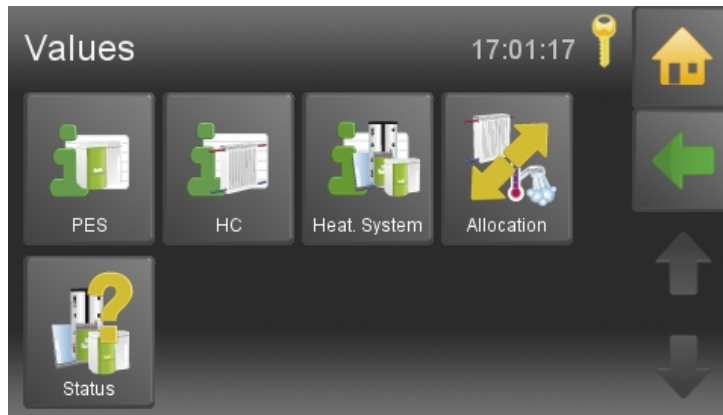 Values
17:01:17
PES
HC
Heat. System
Allocation
Status